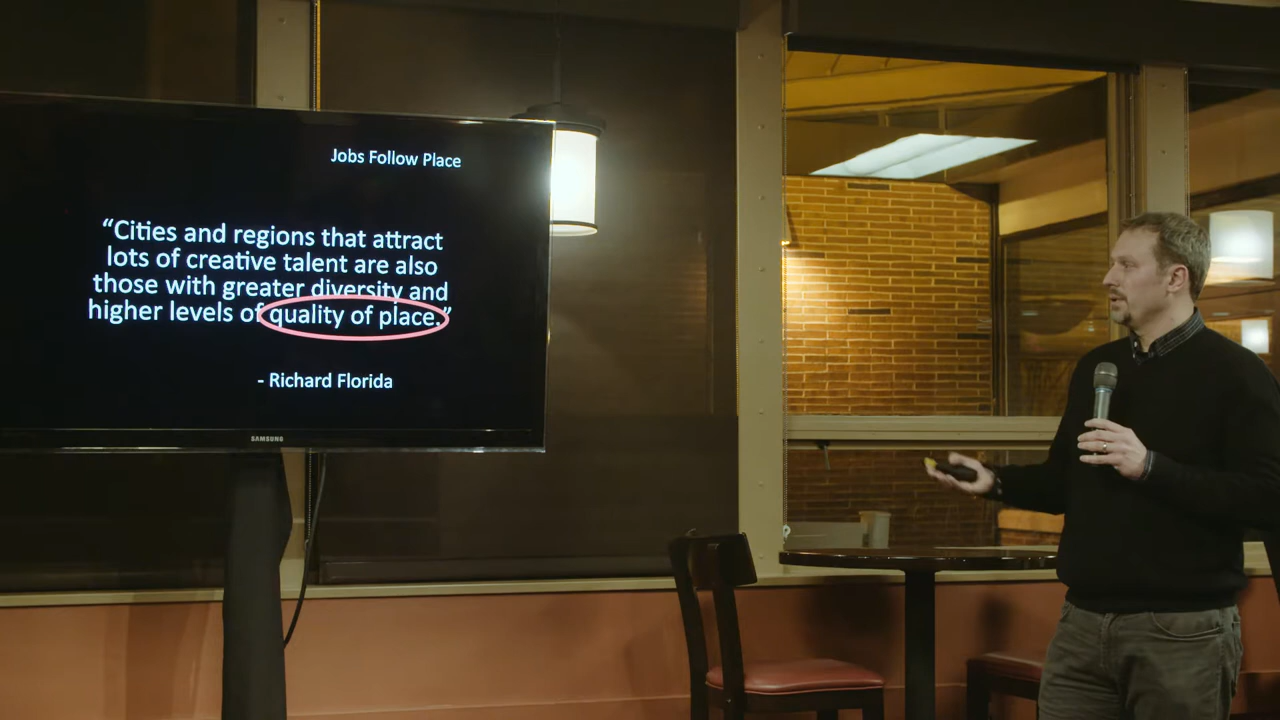 Jobs Follow Place
“Cities and regions that attract
lots of creative talent are also
those with greater diversity and
higher levels of quality of place.”
- Richard Florida
SAMSUNG